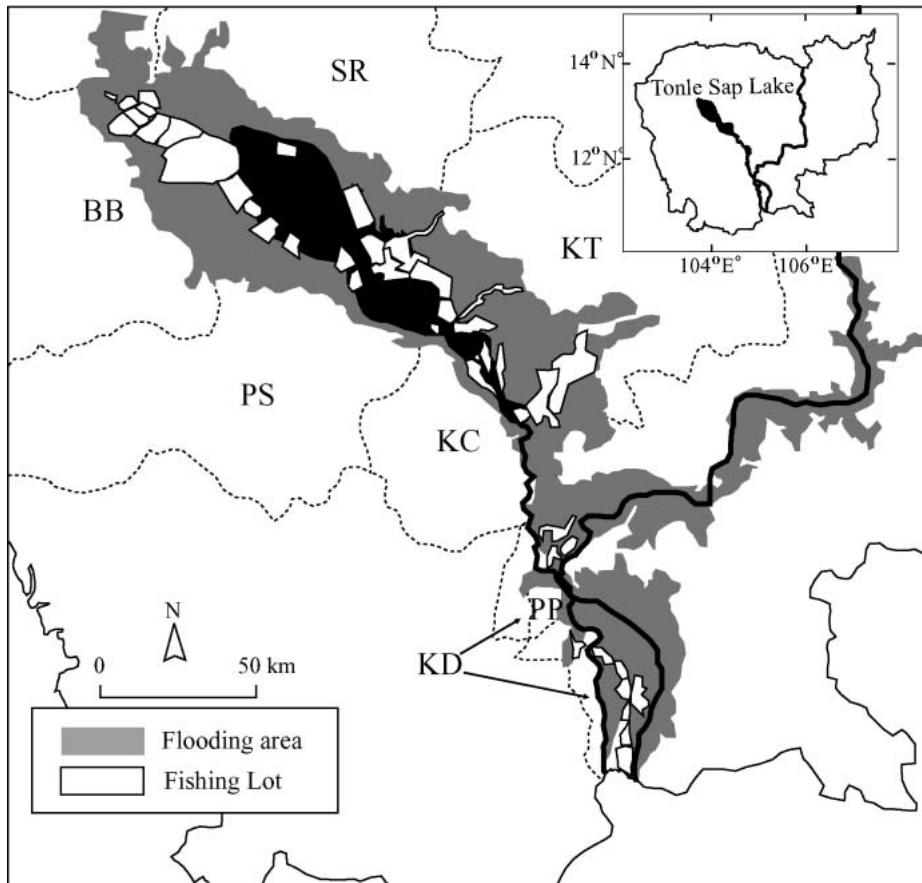 SR
14°N
Tonle Sap Lake
12°N
104°E
106°E
BB
KT
PS
KC
N
PP
0 50 km
KD
Flooding area
Fishing Lot